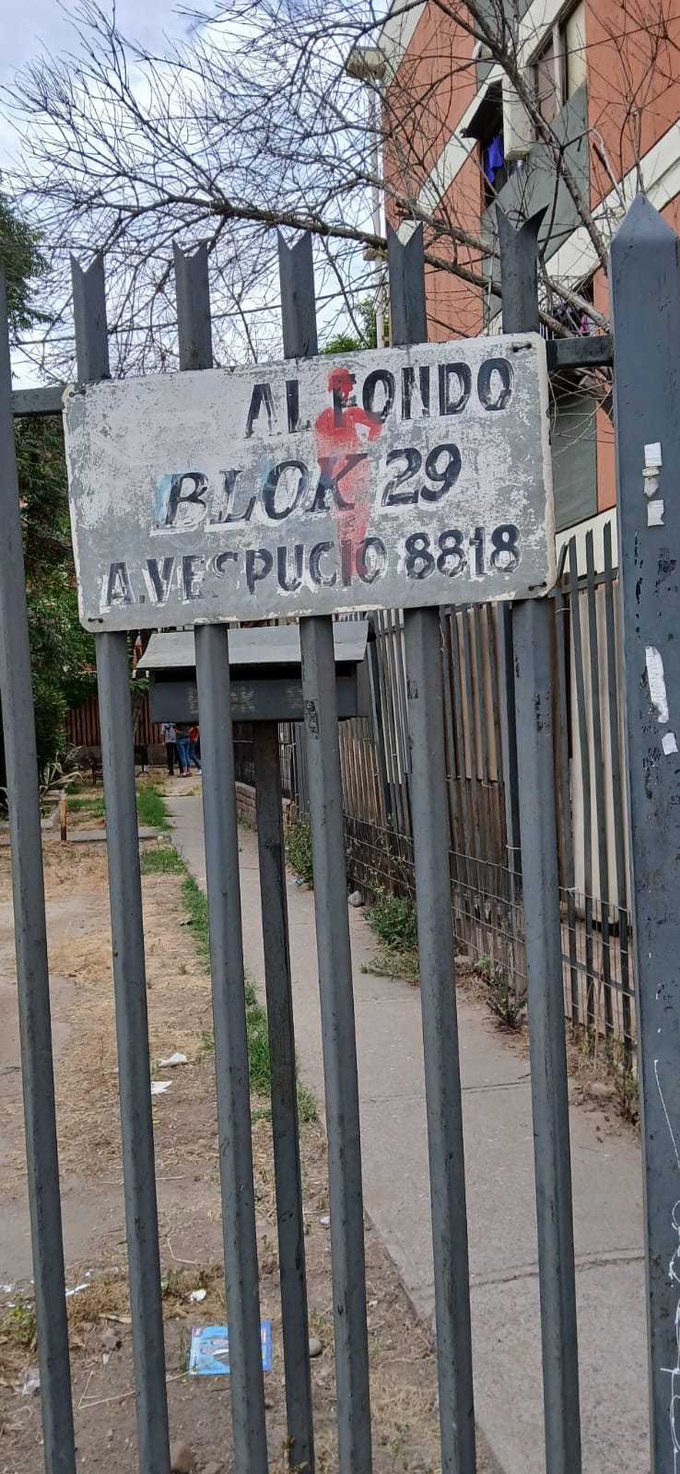 AL FONDO
BLOK 29
A.VESPUCIO 8818